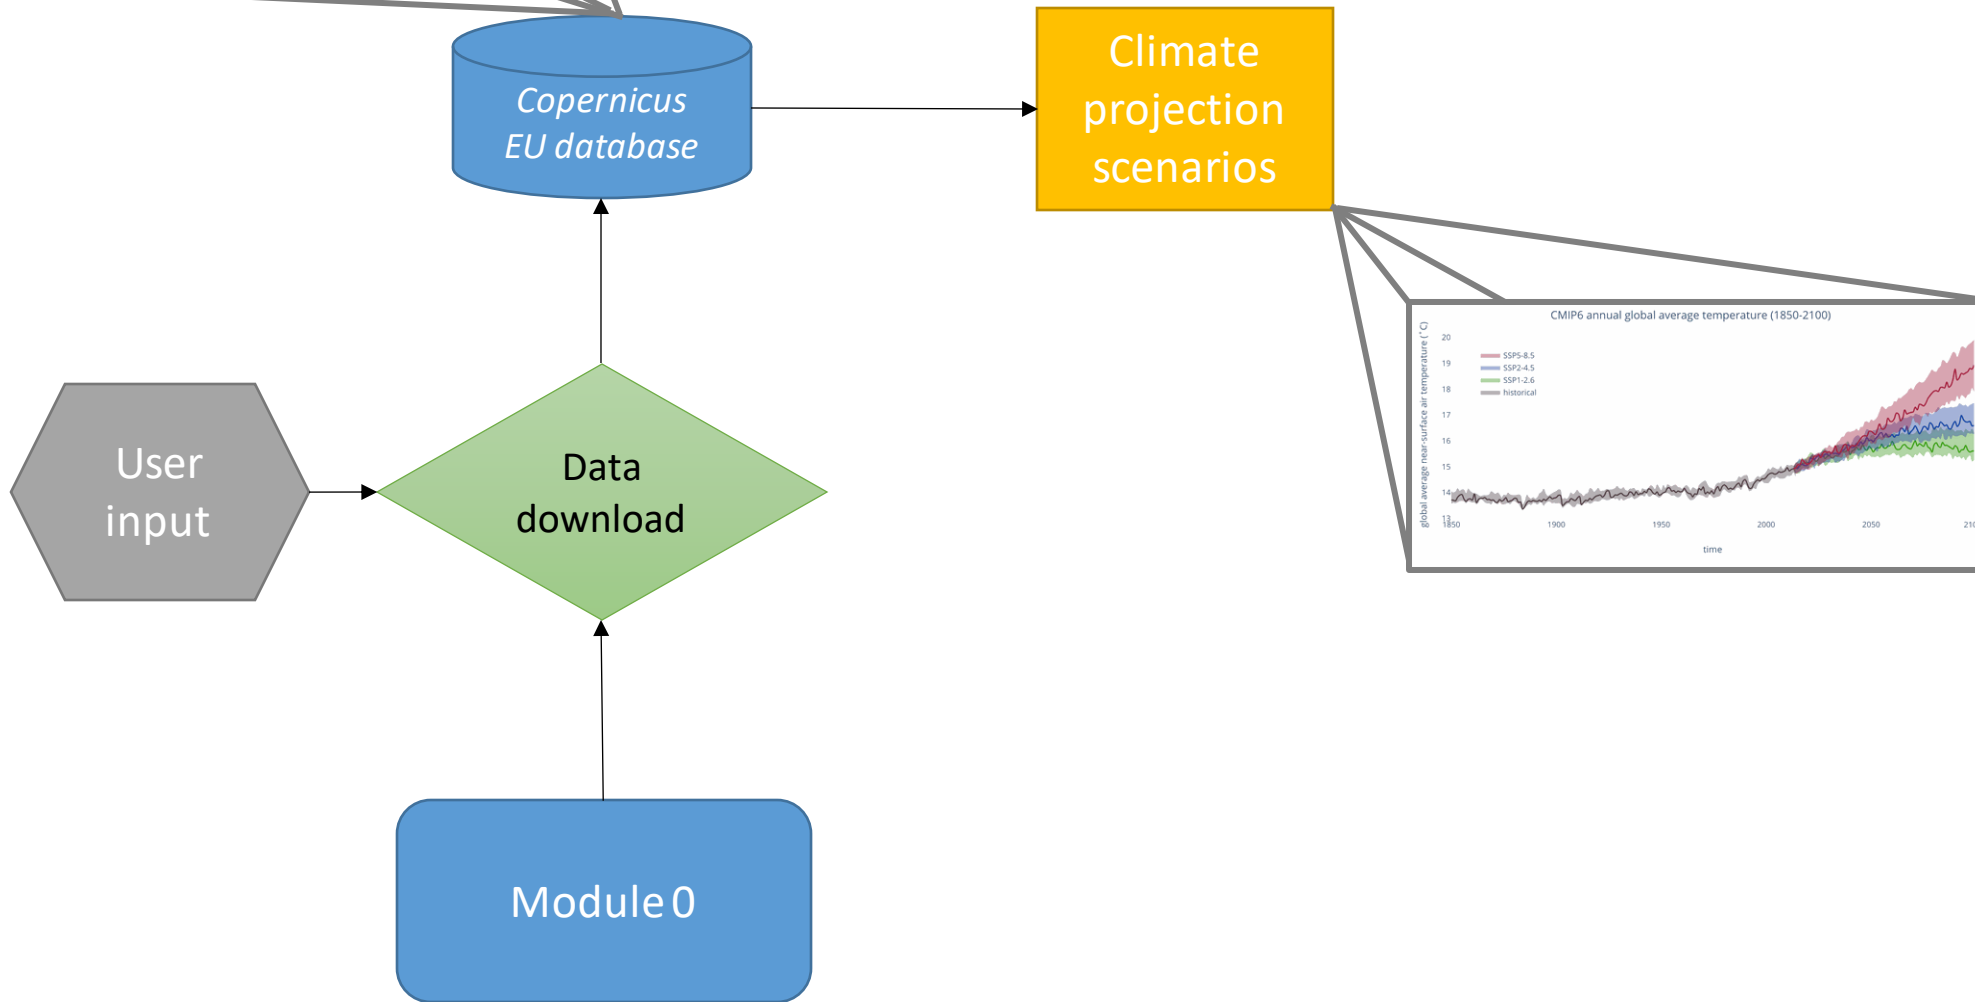 Copernicus
EU database
Climate
projection
scenarios
CMIP6 annual global average temperature (1850-2100)
global average near-surface air temperature (°C)
20
19
18
17
16
15
14
13
SSP5-8.5
SSP2-4.5
SSP1-2.6
historical
1850
1900
1950
2000
2050
time
User
input
Data
download
Module 0